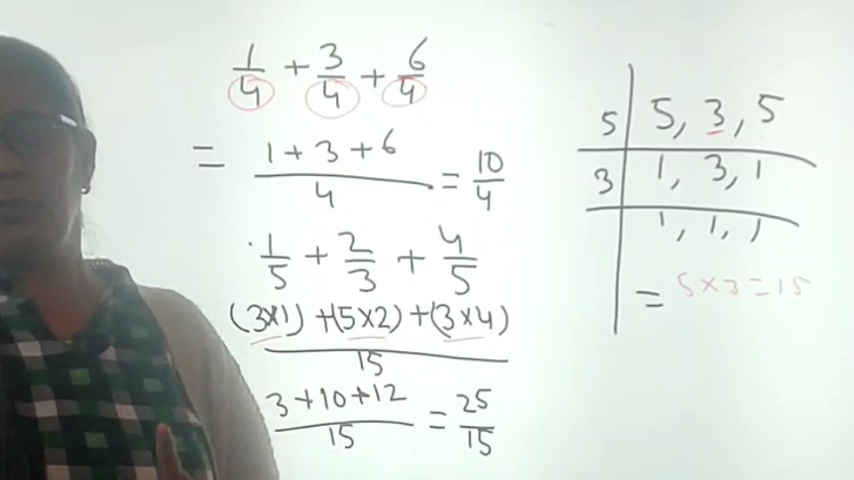 1/4 + 3/4 + 6/4
= 1 + 3 + 6 / 4 = 10/4
1/5 + 2/3 + 4/5
(3×1) + (5×2) + (3×4) / 15
3 + 10 + 12 / 15 = 25/15
5 | 5, 3, 5
3 | 1, 3, 1
1, 1, 1
= 5 × 3 = 15